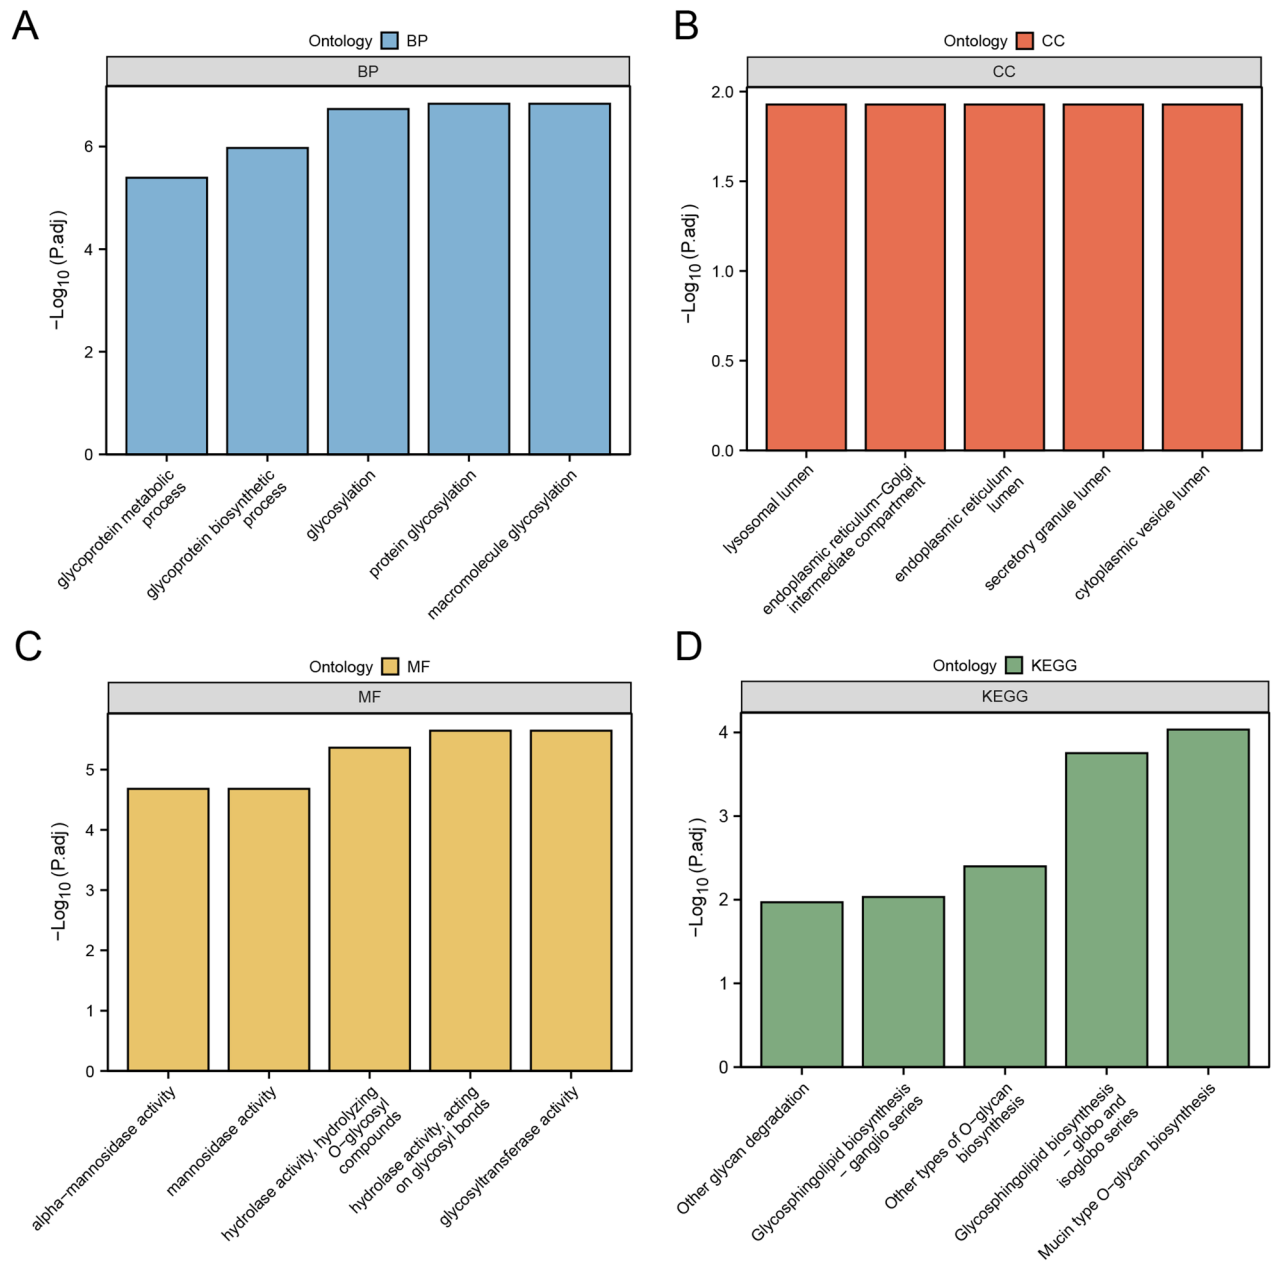 A
Ontology BP
BP
6
4
2
0
−Log10 (P.adj)
glycoprotein metabolic
process
glycoprotein biosynthetic
process
glycosylation
protein glycosylation
macromolecule glycosylation
B
Ontology CC
CC
2.0
1.5
1.0
0.5
0.0
−Log10 (P.adj)
lysosomal lumen
endoplasmic reticulum−Golgi
intermediate compartment
endoplasmic reticulum
lumen
secretory granule lumen
cytoplasmic vesicle lumen
C
Ontology MF
MF
5
4
3
2
1
0
−Log10 (P.adj)
alpha−mannosidase activity
mannosidase activity
hydrolase activity, hydrolyzing
O−glycosyl
compounds
hydrolase activity, acting
on glycosyl bonds
glycosyltransferase activity
D
Ontology KEGG
KEGG
4
3
2
1
0
−Log10 (P.adj)
Other glycan degradation
Glycosphingolipid biosynthesis
− ganglio series
Other types of O−glycan
biosynthesis
Glycosphingolipid biosynthesis
− globo and
isoglobo series
Mucin type O−glycan biosynthesis